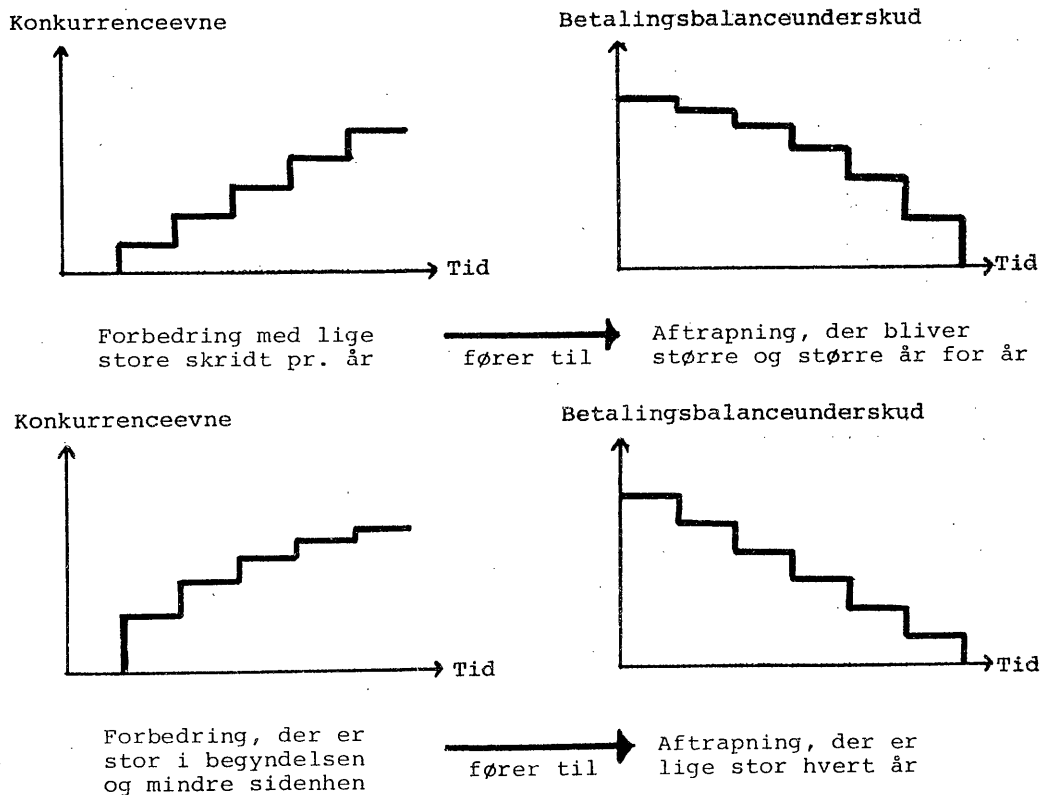 Konkurrenceevne
Betalingsbalanceunderskud
Tid
Tid
Forbedring med lige
store skridt pr. år
fører til
Aftrapning, der bliver
større og større år for år
Konkurrenceevne
Betalingsbalanceunderskud
Tid
Tid
Forbedring, der er
stor i begyndelsen
og mindre sidenhen
fører til
Aftrapning, der er
lige stor hvert år